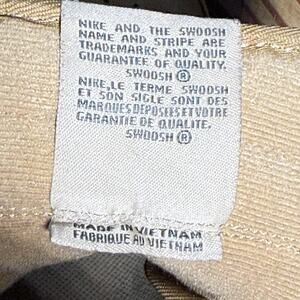 NIKE AND THE SWOOSH
NAME AND STRIPE ARE
TRADEMARKS AND YOUR
GUARANTEE OF QUALITY.
SWOOSH ®
NIKE, LE TERME SWOOSH
ET SON SIGLE SONT DES
MARQUES DEPOSEES ET VOTRE
GARANTIE DE QUALITE.
SWOOSH ®
MADE IN VIETNAM
FABRIQUE AU VIETNAM